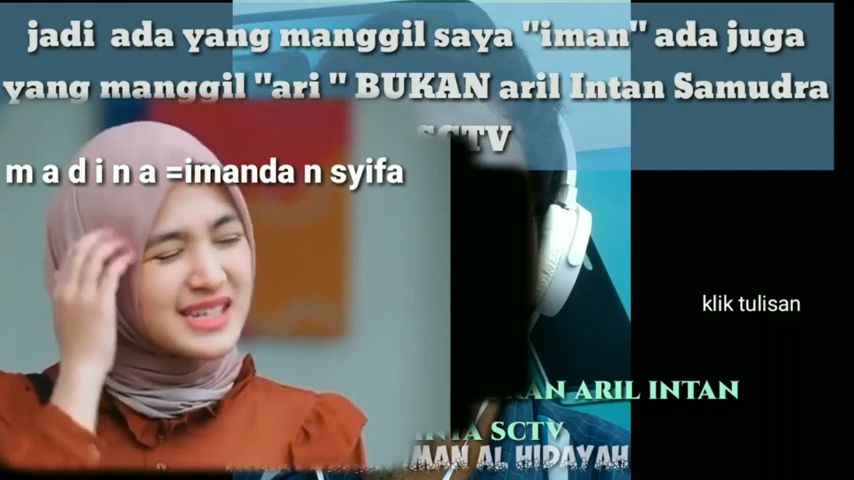 jadi ada yang manggil saya "iman" ada juga
yang manggil "ari " BUKAN aril Intan Samudra
SCTV
m a d i n a =imanda n syifa
klik tulisan
ARIL INTAN
SCTV
MAN AL HIDAYAH